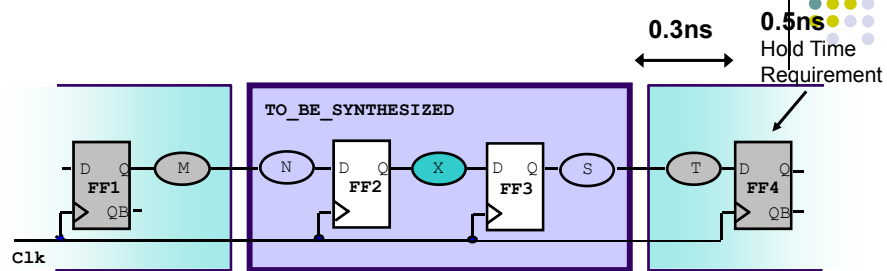 0.3ns
0.5ns
Hold Time
Requirement
TO_BE_SYNTHESIZED
D Q
FF1
QB
M
N
D Q
FF2
X
D Q
FF3
S
T
D Q
FF4
QB
Clk